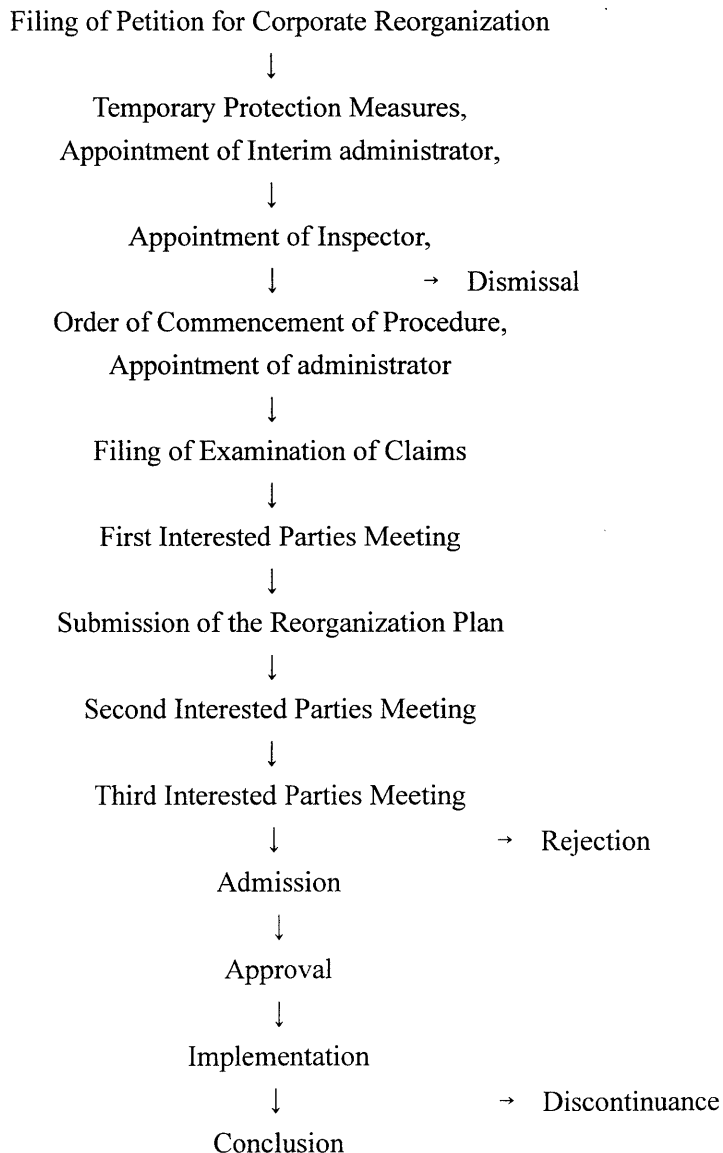 Filing of Petition for Corporate Reorganization
↓
Temporary Protection Measures,
Appointment of Interim administrator,
↓
Appointment of Inspector,
↓ → Dismissal
Order of Commencement of Procedure,
Appointment of administrator
↓
Filing of Examination of Claims
↓
First Interested Parties Meeting
↓
Submission of the Reorganization Plan
↓
Second Interested Parties Meeting
↓
Third Interested Parties Meeting
↓ → Rejection
Admission
↓
Approval
↓
Implementation
↓ → Discontinuance
Conclusion